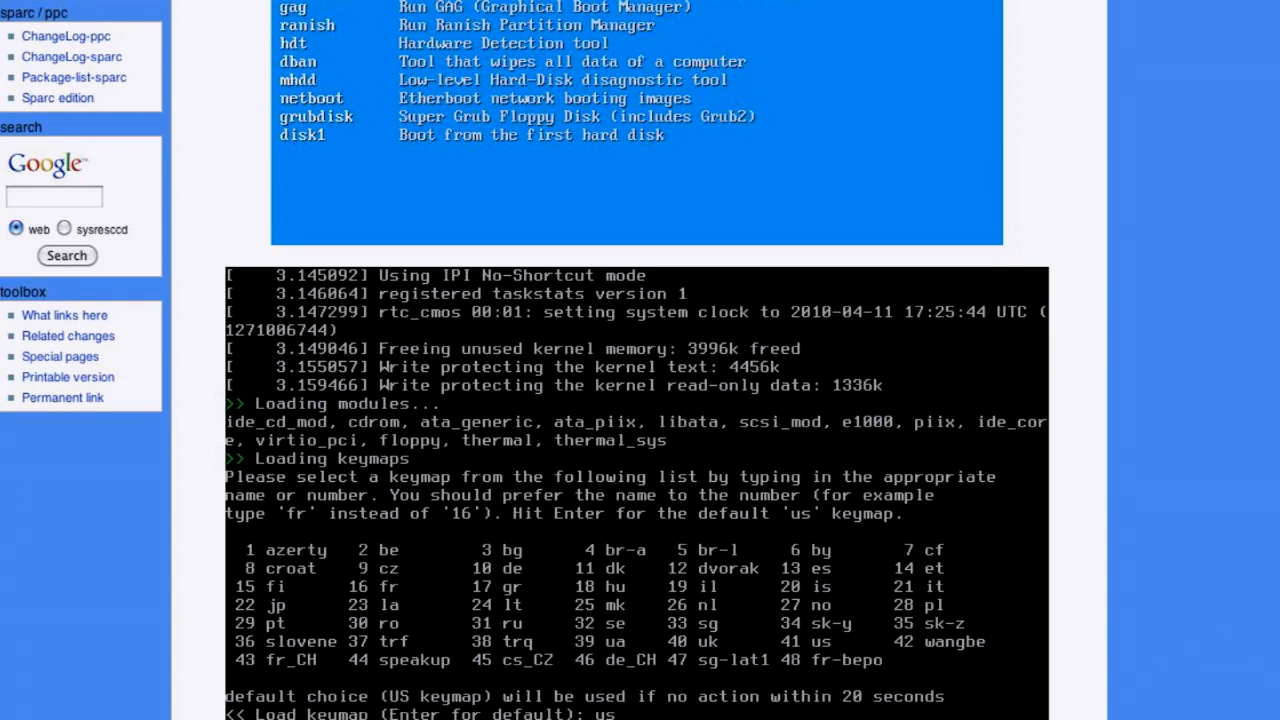 sparc / ppc
ChangeLog-ppc
ChangeLog-sparc
Package-list-sparc
Sparc edition
search
Google™
web sysresccd
Search
toolbox
What links here
Related changes
Special pages
Printable version
Permanent link
gag Run GAG (Graphical Boot Manager)
ranish Run Ranish Partition Manager
hdt Hardware Detection tool
dban Tool that wipes all data of a computer
mhdd Low-level Hard-Disk disagnostic tool
netboot Etherboot network booting images
grubdisk Super Grub Floppy Disk (includes Grub2)
disk1 Boot from the first hard disk
[ 3.145092] Using IPI No-Shortcut mode
[ 3.146064] registered taskstats version 1
[ 3.147299] rtc_cmos 00:01: setting system clock to 2010-04-11 17:25:44 UTC (
1271006744)
[ 3.149046] Freeing unused kernel memory: 3996k freed
[ 3.155057] Write protecting the kernel text: 4456k
[ 3.159466] Write protecting the kernel read-only data: 1336k
>> Loading modules...
ide_cd_mod, cdrom, ata_generic, ata_piix, libata, scsi_mod, e1000, piix, ide_cor
e, virtio_pci, floppy, thermal, thermal_sys
>> Loading keymaps
Please select a keymap from the following list by typing in the appropriate
name or number. You should prefer the name to the number (for example
type 'fr' instead of '16'). Hit Enter for the default 'us' keymap.
1 azerty 2 be 3 bg 4 br-a 5 br-l 6 by 7 cf
8 croat 9 cz 10 de 11 dk 12 dvorak 13 es 14 et
15 fi 16 fr 17 gr 18 hu 19 il 20 is 21 it
22 jp 23 la 24 lt 25 mk 26 nl 27 no 28 pl
29 pt 30 ro 31 ru 32 se 33 sg 34 sk-y 35 sk-z
36 slovene 37 trf 38 trq 39 ua 40 uk 41 us 42 wangbe
43 fr_CH 44 speakup 45 cs_CZ 46 de_CH 47 sg-lat1 48 fr-bepo
default choice (US keymap) will be used if no action within 20 seconds
<< Load keymap (Enter for default): us